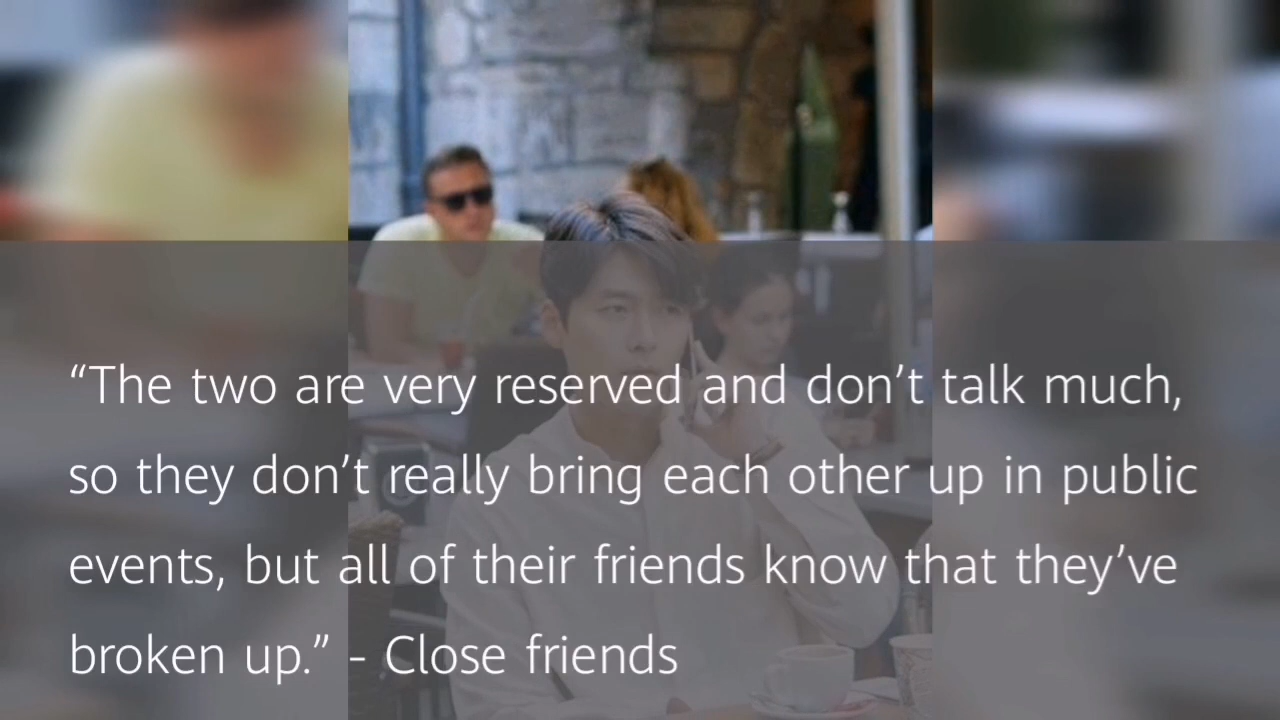 “The two are very reserved and don’t talk much,
so they don’t really bring each other up in public
events, but all of their friends know that they’ve
broken up.” - Close friends